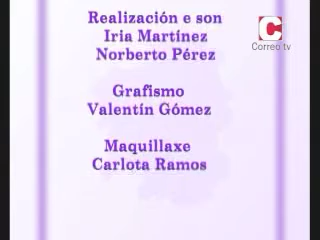 Realización e son
Iria Martínez
Norberto Pérez
Grafismo
Valentín Gómez
Maquillaxe
Carlota Ramos
C
Correo tv